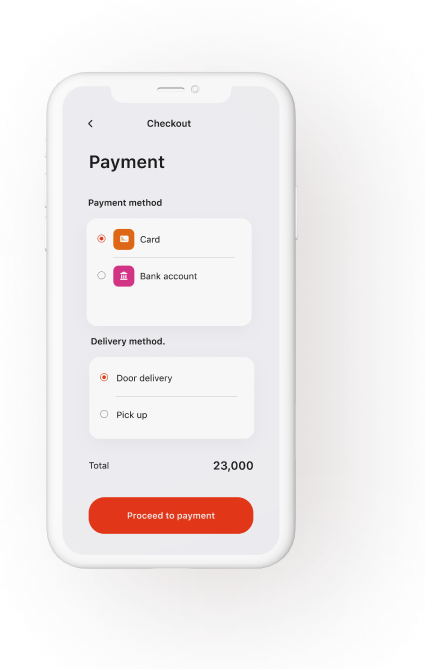 Checkout
Payment
Payment method
Card
Bank account
Delivery method.
Door delivery
Pick up
Total 23,000
Proceed to payment